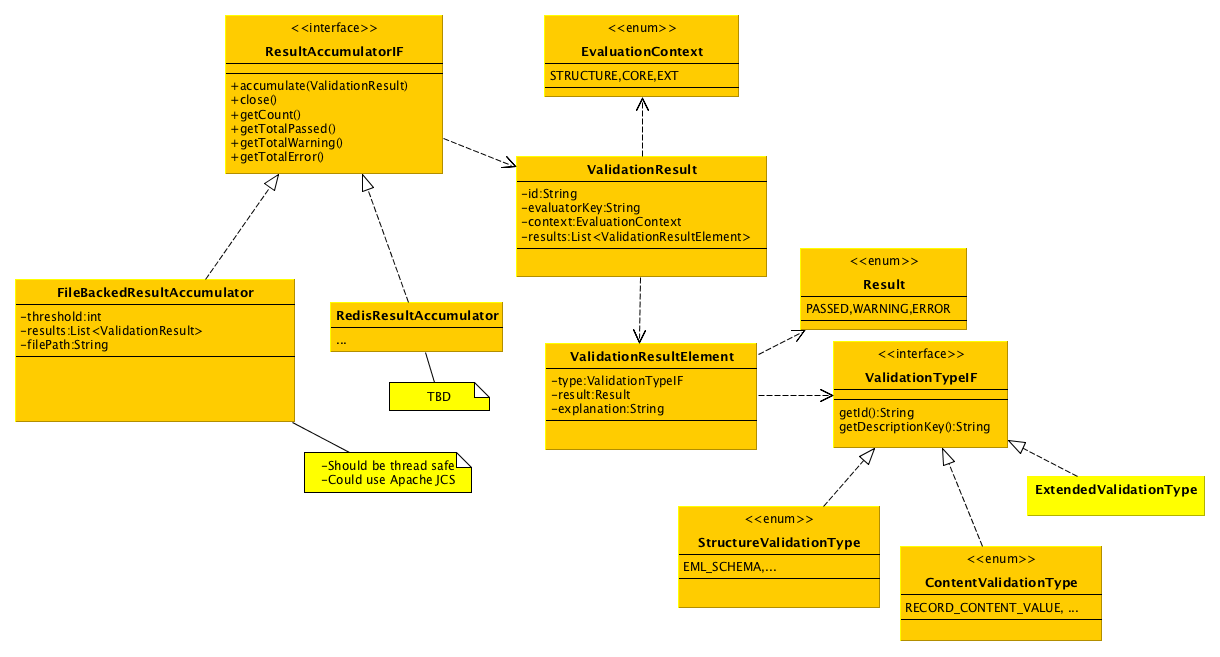 <<interface>>
ResultAccumulatorIF
+accumulate(ValidationResult)
+close()
+getCount()
+getTotalPassed()
+getTotalWarning()
+getTotalError()
<<enum>>
EvaluationContext
STRUCTURE,CORE,EXT
ValidationResult
-id:String
-evaluatorKey:String
-context:EvaluationContext
-results:List<ValidationResultElement>
FileBackedResultAccumulator
-threshold:int
-results:List<ValidationResult>
-filePath:String
RedisResultAccumulator
...
TBD
-Should be thread safe
-Could use Apache JCS
<<enum>>
Result
PASSED,WARNING,ERROR
ValidationResultElement
-type:ValidationTypeIF
-result:Result
-explanation:String
<<interface>>
ValidationTypeIF
getId():String
getDescriptionKey():String
ExtendedValidationType
<<enum>>
StructureValidationType
EML_SCHEMA,...
<<enum>>
ContentValidationType
RECORD_CONTENT_VALUE, ...